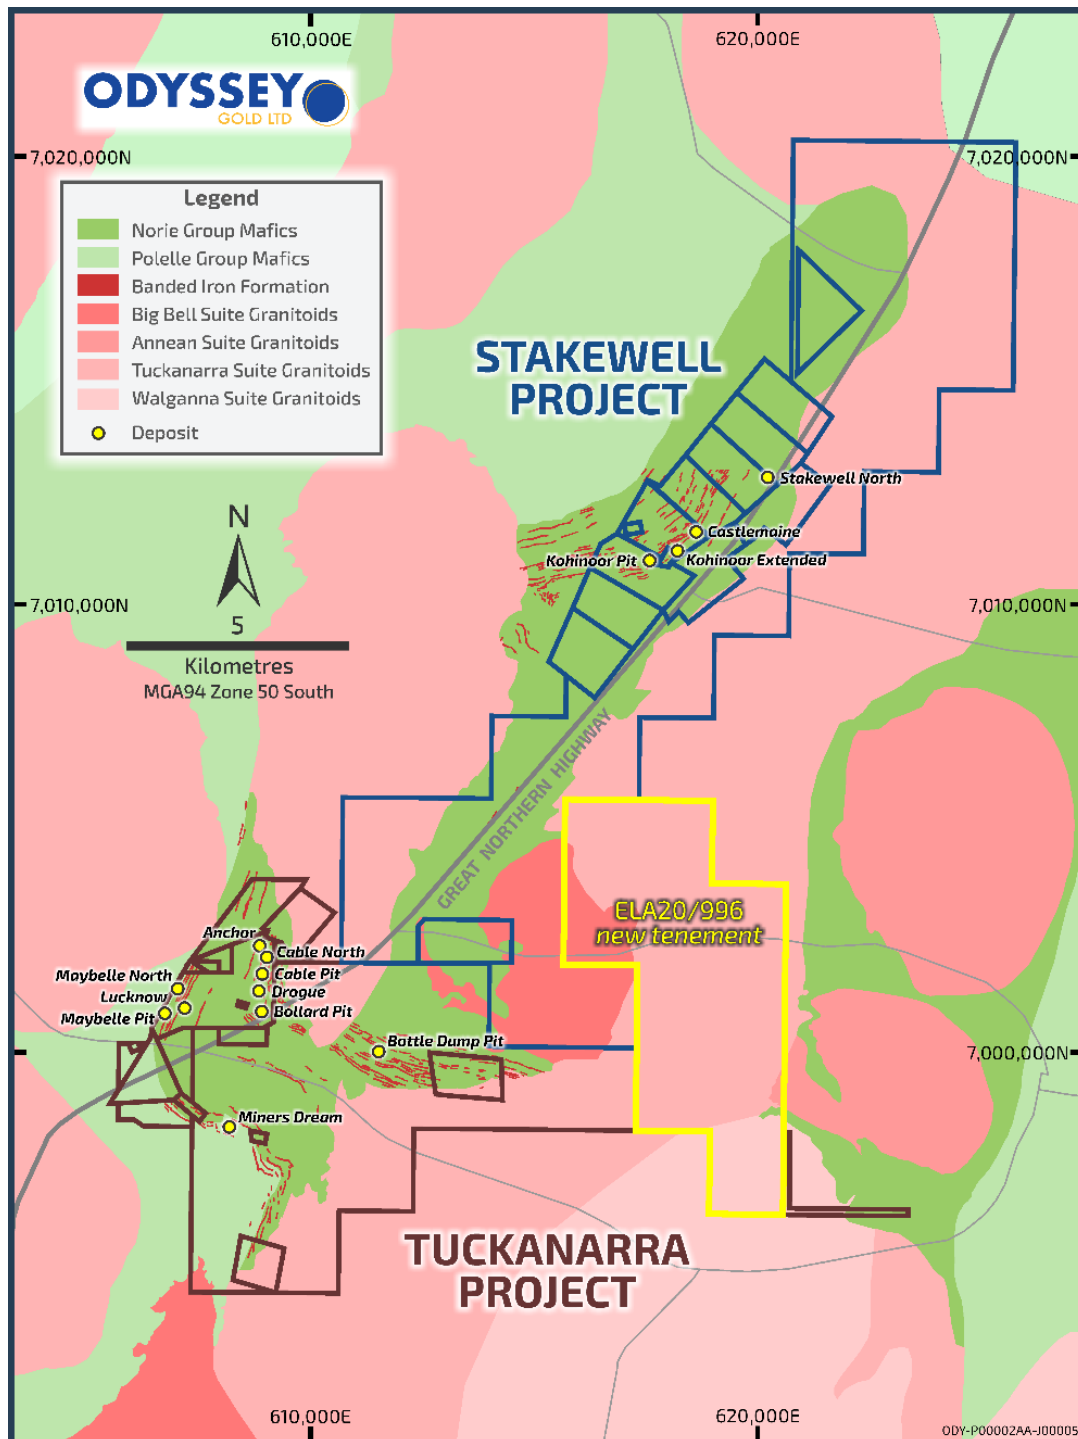 610,000E
620,000E
ODYSSEY
GOLD LTD
7,020,000N
7,020,000N
Legend
Norie Group Mafics
Polelle Group Mafics
Banded Iron Formation
Big Bell Suite Granitoids
Annean Suite Granitoids
Tuckanarra Suite Granitoids
Walganna Suite Granitoids
Deposit
STAKEWELL
PROJECT
Stakewell North
N
Castlemaine
Kohinoor Pit
Kohinoor Extended
7,010,000N
7,010,000N
5
Kilometres
MGA94 Zone 50 South
GREAT NORTHERN HIGHWAY
ELA20/996
new tenement
Anchor
Cable North
Maybelle North
Cable Pit
Lucknow
Drogue
Maybelle Pit
Bollard Pit
Bottle Dump Pit
7,000,000N
Miners Dream
TUCKANARRA
PROJECT
610,000E
620,000E
ODY-P00002AA-J00005